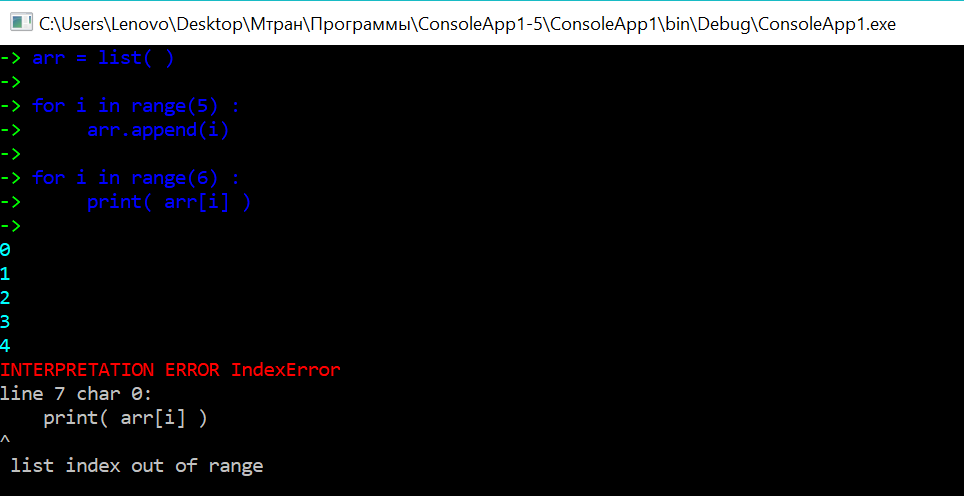 C:\Users\Lenovo\Desktop\Мтран\Программы\ConsoleApp1-5\ConsoleApp1\bin\Debug\ConsoleApp1.exe
-> arr = list( )
->
-> for i in range(5) :
->      arr.append(i)
->
-> for i in range(6) :
->      print( arr[i] )
->
0
1
2
3
4
INTERPRETATION ERROR IndexError
line 7 char 0:
    print( arr[i] )
^
 list index out of range